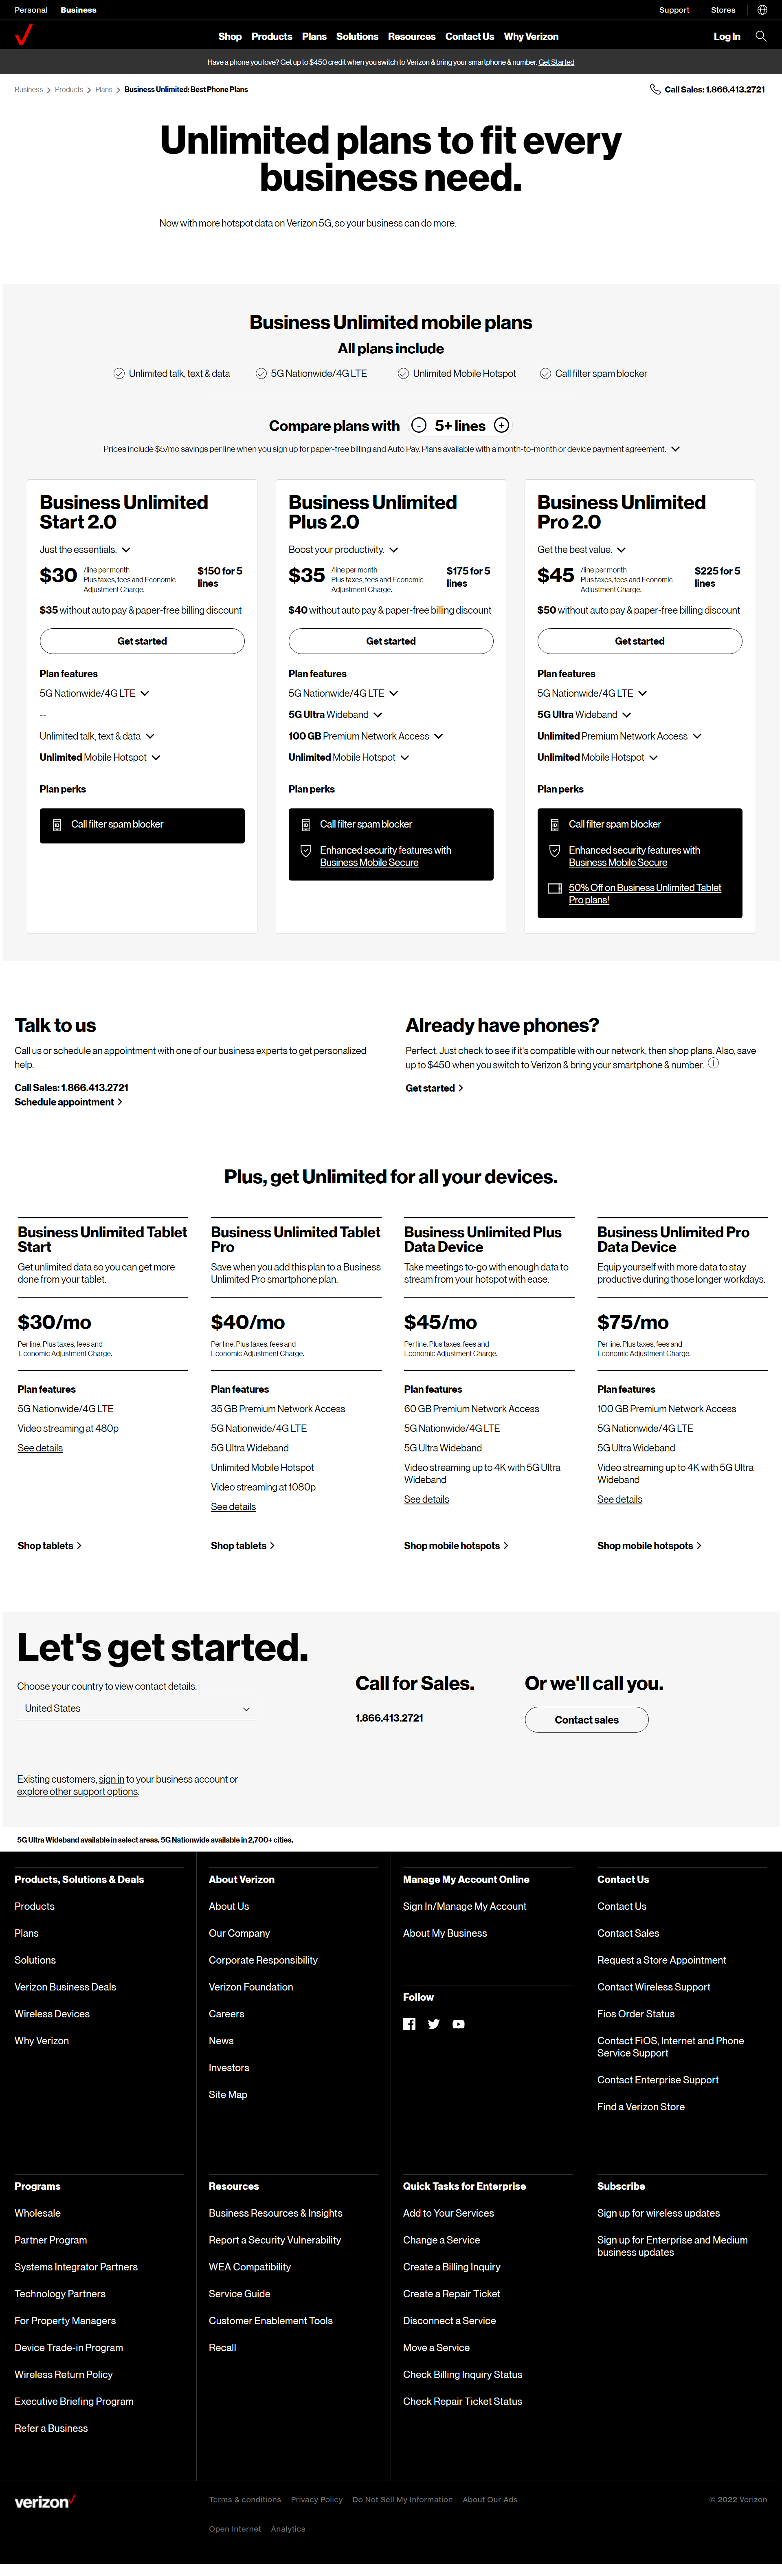 Personal Business Support Stores
Shop Products Plans Solutions Resources Contact Us Why Verizon Log In
Have a phone you love? Get up to $450 credit when you switch to Verizon & bring your smartphone & number. Get Started
Business Products Plans Business Unlimited: Best Phone Plans Call Sales: 1.866.413.2721
Unlimited plans to fit every
business need.
Now with more hotspot data on Verizon 5G, so your business can do more.
Business Unlimited mobile plans
All plans include
Unlimited talk, text & data 5G Nationwide/4G LTE Unlimited Mobile Hotspot Call filter spam blocker
Compare plans with - 5+ lines +
Prices include $5/mo savings per line when you sign up for paper-free billing and Auto Pay. Plans available with a month-to-month or device payment agreement.
Business Unlimited
Start 2.0
Just the essentials.
$30 /line per month
Plus taxes, fees and Economic
Adjustment Charge.
$150 for 5
lines
$35 without auto pay & paper-free billing discount
Get started
Plan features
5G Nationwide/4G LTE
--
Unlimited talk, text & data
Unlimited Mobile Hotspot
Plan perks
Call filter spam blocker
Business Unlimited
Plus 2.0
Boost your productivity.
$35 /line per month
Plus taxes, fees and Economic
Adjustment Charge.
$175 for 5
lines
$40 without auto pay & paper-free billing discount
Get started
Plan features
5G Nationwide/4G LTE
5G Ultra Wideband
100 GB Premium Network Access
Unlimited Mobile Hotspot
Plan perks
Call filter spam blocker
Enhanced security features with
Business Mobile Secure
Business Unlimited
Pro 2.0
Get the best value.
$45 /line per month
Plus taxes, fees and Economic
Adjustment Charge.
$225 for 5
lines
$50 without auto pay & paper-free billing discount
Get started
Plan features
5G Nationwide/4G LTE
5G Ultra Wideband
Unlimited Premium Network Access
Unlimited Mobile Hotspot
Plan perks
Call filter spam blocker
Enhanced security features with
Business Mobile Secure
50% Off on Business Unlimited Tablet
Pro plans!
Talk to us
Call us or schedule an appointment with one of our business experts to get personalized
help.
Call Sales: 1.866.413.2721
Schedule appointment
Already have phones?
Perfect. Just check to see if it's compatible with our network, then shop plans. Also, save
up to $450 when you switch to Verizon & bring your smartphone & number.
Get started
Plus, get Unlimited for all your devices.
Business Unlimited Tablet
Start
Get unlimited data so you can get more
done from your tablet.
$30/mo
Per line. Plus taxes, fees and
Economic Adjustment Charge.
Plan features
5G Nationwide/4G LTE
Video streaming at 480p
See details
Shop tablets
Business Unlimited Tablet
Pro
Save when you add this plan to a Business
Unlimited Pro smartphone plan.
$40/mo
Per line. Plus taxes, fees and
Economic Adjustment Charge.
Plan features
35 GB Premium Network Access
5G Nationwide/4G LTE
5G Ultra Wideband
Unlimited Mobile Hotspot
Video streaming at 1080p
See details
Shop tablets
Business Unlimited Plus
Data Device
Take meetings to-go with enough data to
stream from your hotspot with ease.
$45/mo
Per line. Plus taxes, fees and
Economic Adjustment Charge.
Plan features
60 GB Premium Network Access
5G Nationwide/4G LTE
5G Ultra Wideband
Video streaming up to 4K with 5G Ultra
Wideband
See details
Shop mobile hotspots
Business Unlimited Pro
Data Device
Equip yourself with more data to stay
productive during those longer workdays.
$75/mo
Per line. Plus taxes, fees and
Economic Adjustment Charge.
Plan features
100 GB Premium Network Access
5G Nationwide/4G LTE
5G Ultra Wideband
Video streaming up to 4K with 5G Ultra
Wideband
See details
Shop mobile hotspots
Let's get started.
Choose your country to view contact details.
United States
Call for Sales.
1.866.413.2721
Or we'll call you.
Contact sales
Existing customers, sign in to your business account or
explore other support options.
5G Ultra Wideband available in select areas. 5G Nationwide available in 2,700+ cities.
Products, Solutions & Deals
Products
Plans
Solutions
Verizon Business Deals
Wireless Devices
Why Verizon
About Verizon
About Us
Our Company
Corporate Responsibility
Verizon Foundation
Careers
News
Investors
Site Map
Manage My Account Online
Sign In/Manage My Account
About My Business
Follow
Contact Us
Contact Us
Contact Sales
Request a Store Appointment
Contact Wireless Support
Fios Order Status
Contact FiOS, Internet and Phone
Service Support
Contact Enterprise Support
Find a Verizon Store
Programs
Wholesale
Partner Program
Systems Integrator Partners
Technology Partners
For Property Managers
Device Trade-in Program
Wireless Return Policy
Executive Briefing Program
Refer a Business
Resources
Business Resources & Insights
Report a Security Vulnerability
WEA Compatibility
Service Guide
Customer Enablement Tools
Recall
Quick Tasks for Enterprise
Add to Your Services
Change a Service
Create a Billing Inquiry
Create a Repair Ticket
Disconnect a Service
Move a Service
Check Billing Inquiry Status
Check Repair Ticket Status
Subscribe
Sign up for wireless updates
Sign up for Enterprise and Medium
business updates
verizon
Terms & conditions Privacy Policy Do Not Sell My Information About Our Ads © 2022 Verizon
Open Internet Analytics